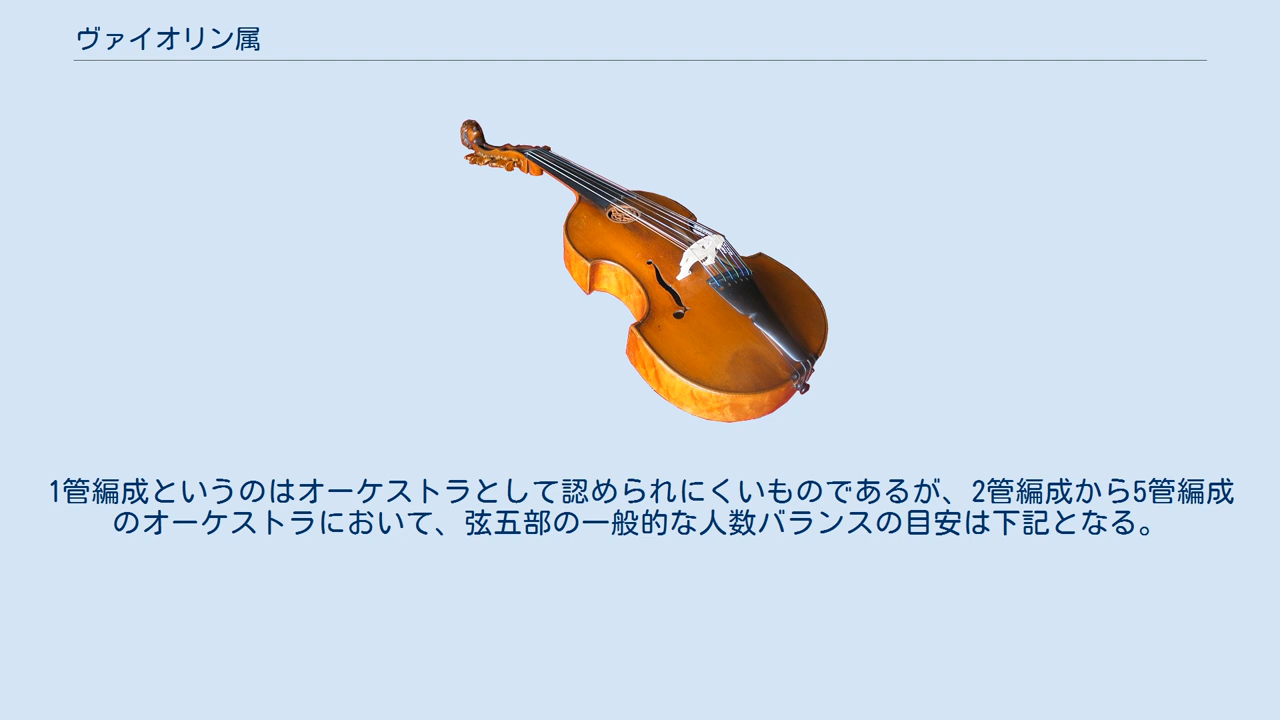 ヴァイオリン属
1管編成というのはオーケストラとして認められにくいものであるが、2管編成から5管編成
のオーケストラにおいて、弦五部の一般的な人数バランスの目安は下記となる。